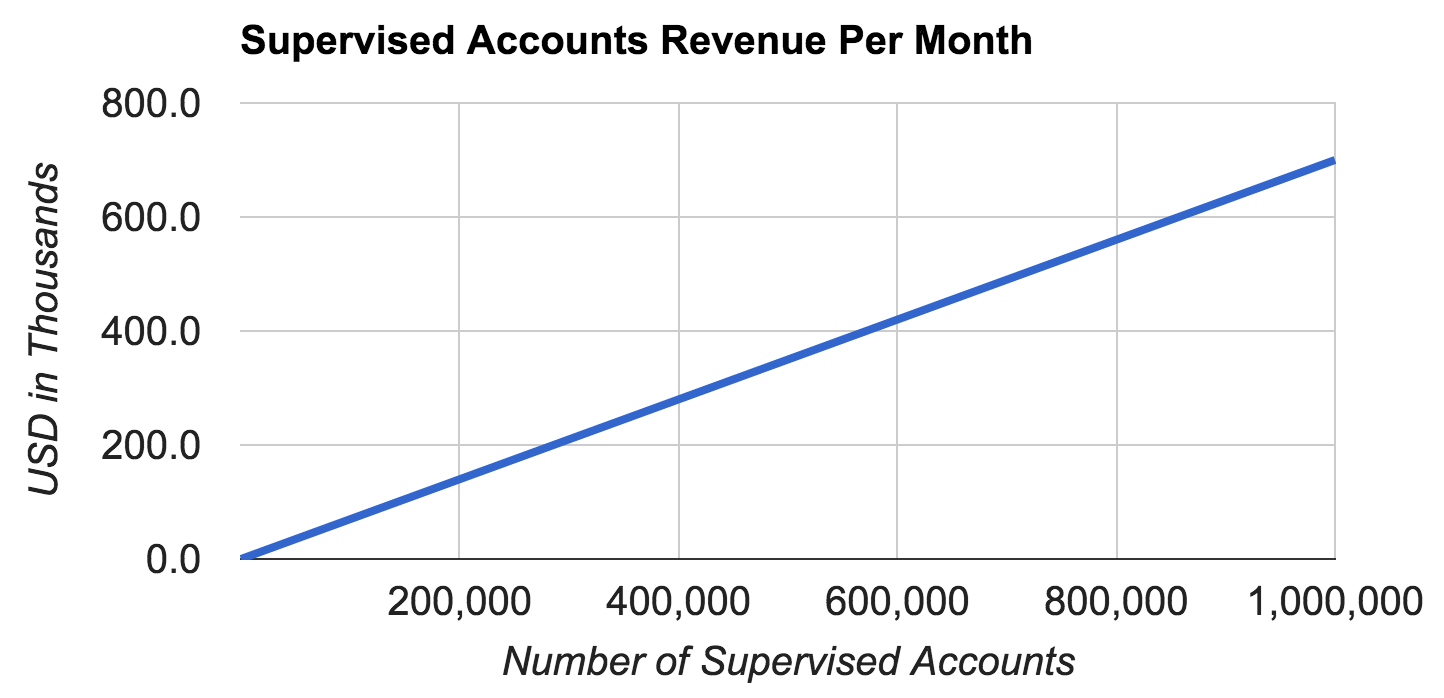 Supervised Accounts Revenue Per Month
800.0
600.0
400.0
200.0
0.0
USD in Thousands
200,000 400,000 600,000 800,000 1,000,000
Number of Supervised Accounts